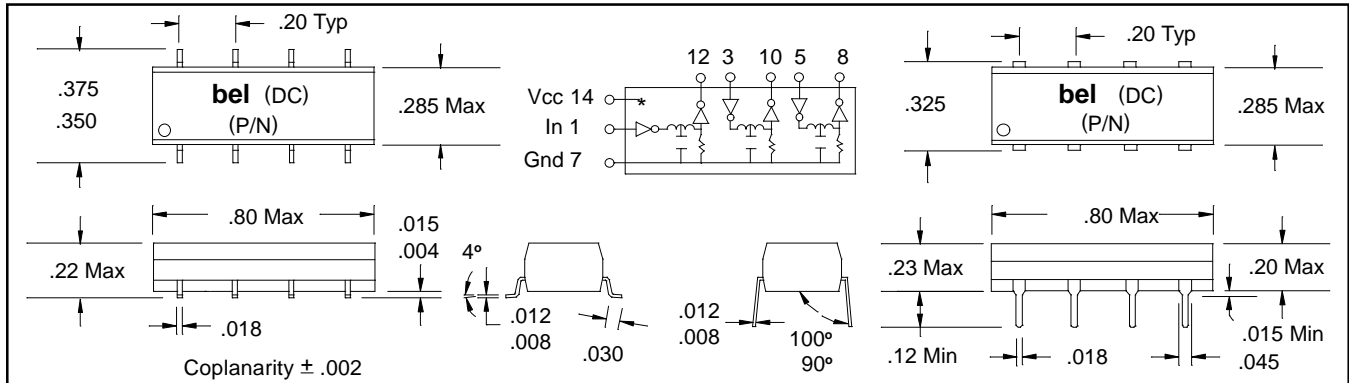 .20 Typ
.375
.350
bel (DC)
(P/N)
.285 Max
12 3 10 5 8
Vcc 14
*
In 1
Gnd 7
.20 Typ
.325
bel (DC)
(P/N)
.285 Max
.80 Max
.22 Max
.015
.004
.018
Coplanarity ± .002
4º
.012
.008
.030
.012
.008
100º
90º
.80 Max
.23 Max
.20 Max
.12 Min
.018
.015 Min
.045